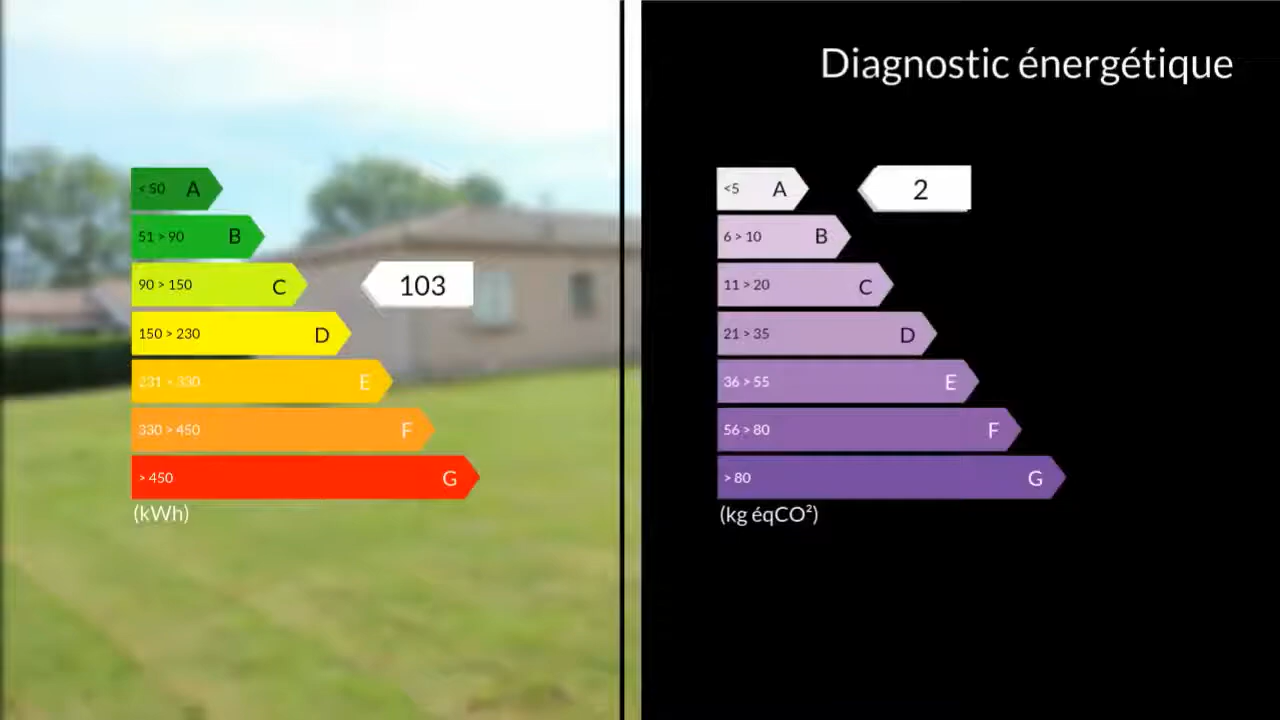 Diagnostic énergétique
< 50 A
51 > 90 B
90 > 150 C
103
150 > 230 D
231 > 330 E
330 > 450 F
> 450 G
(kWh)
<5 A
2
6 > 10 B
11 > 20 C
21 > 35 D
36 > 55 E
56 > 80 F
> 80 G
(kg éqCO²)